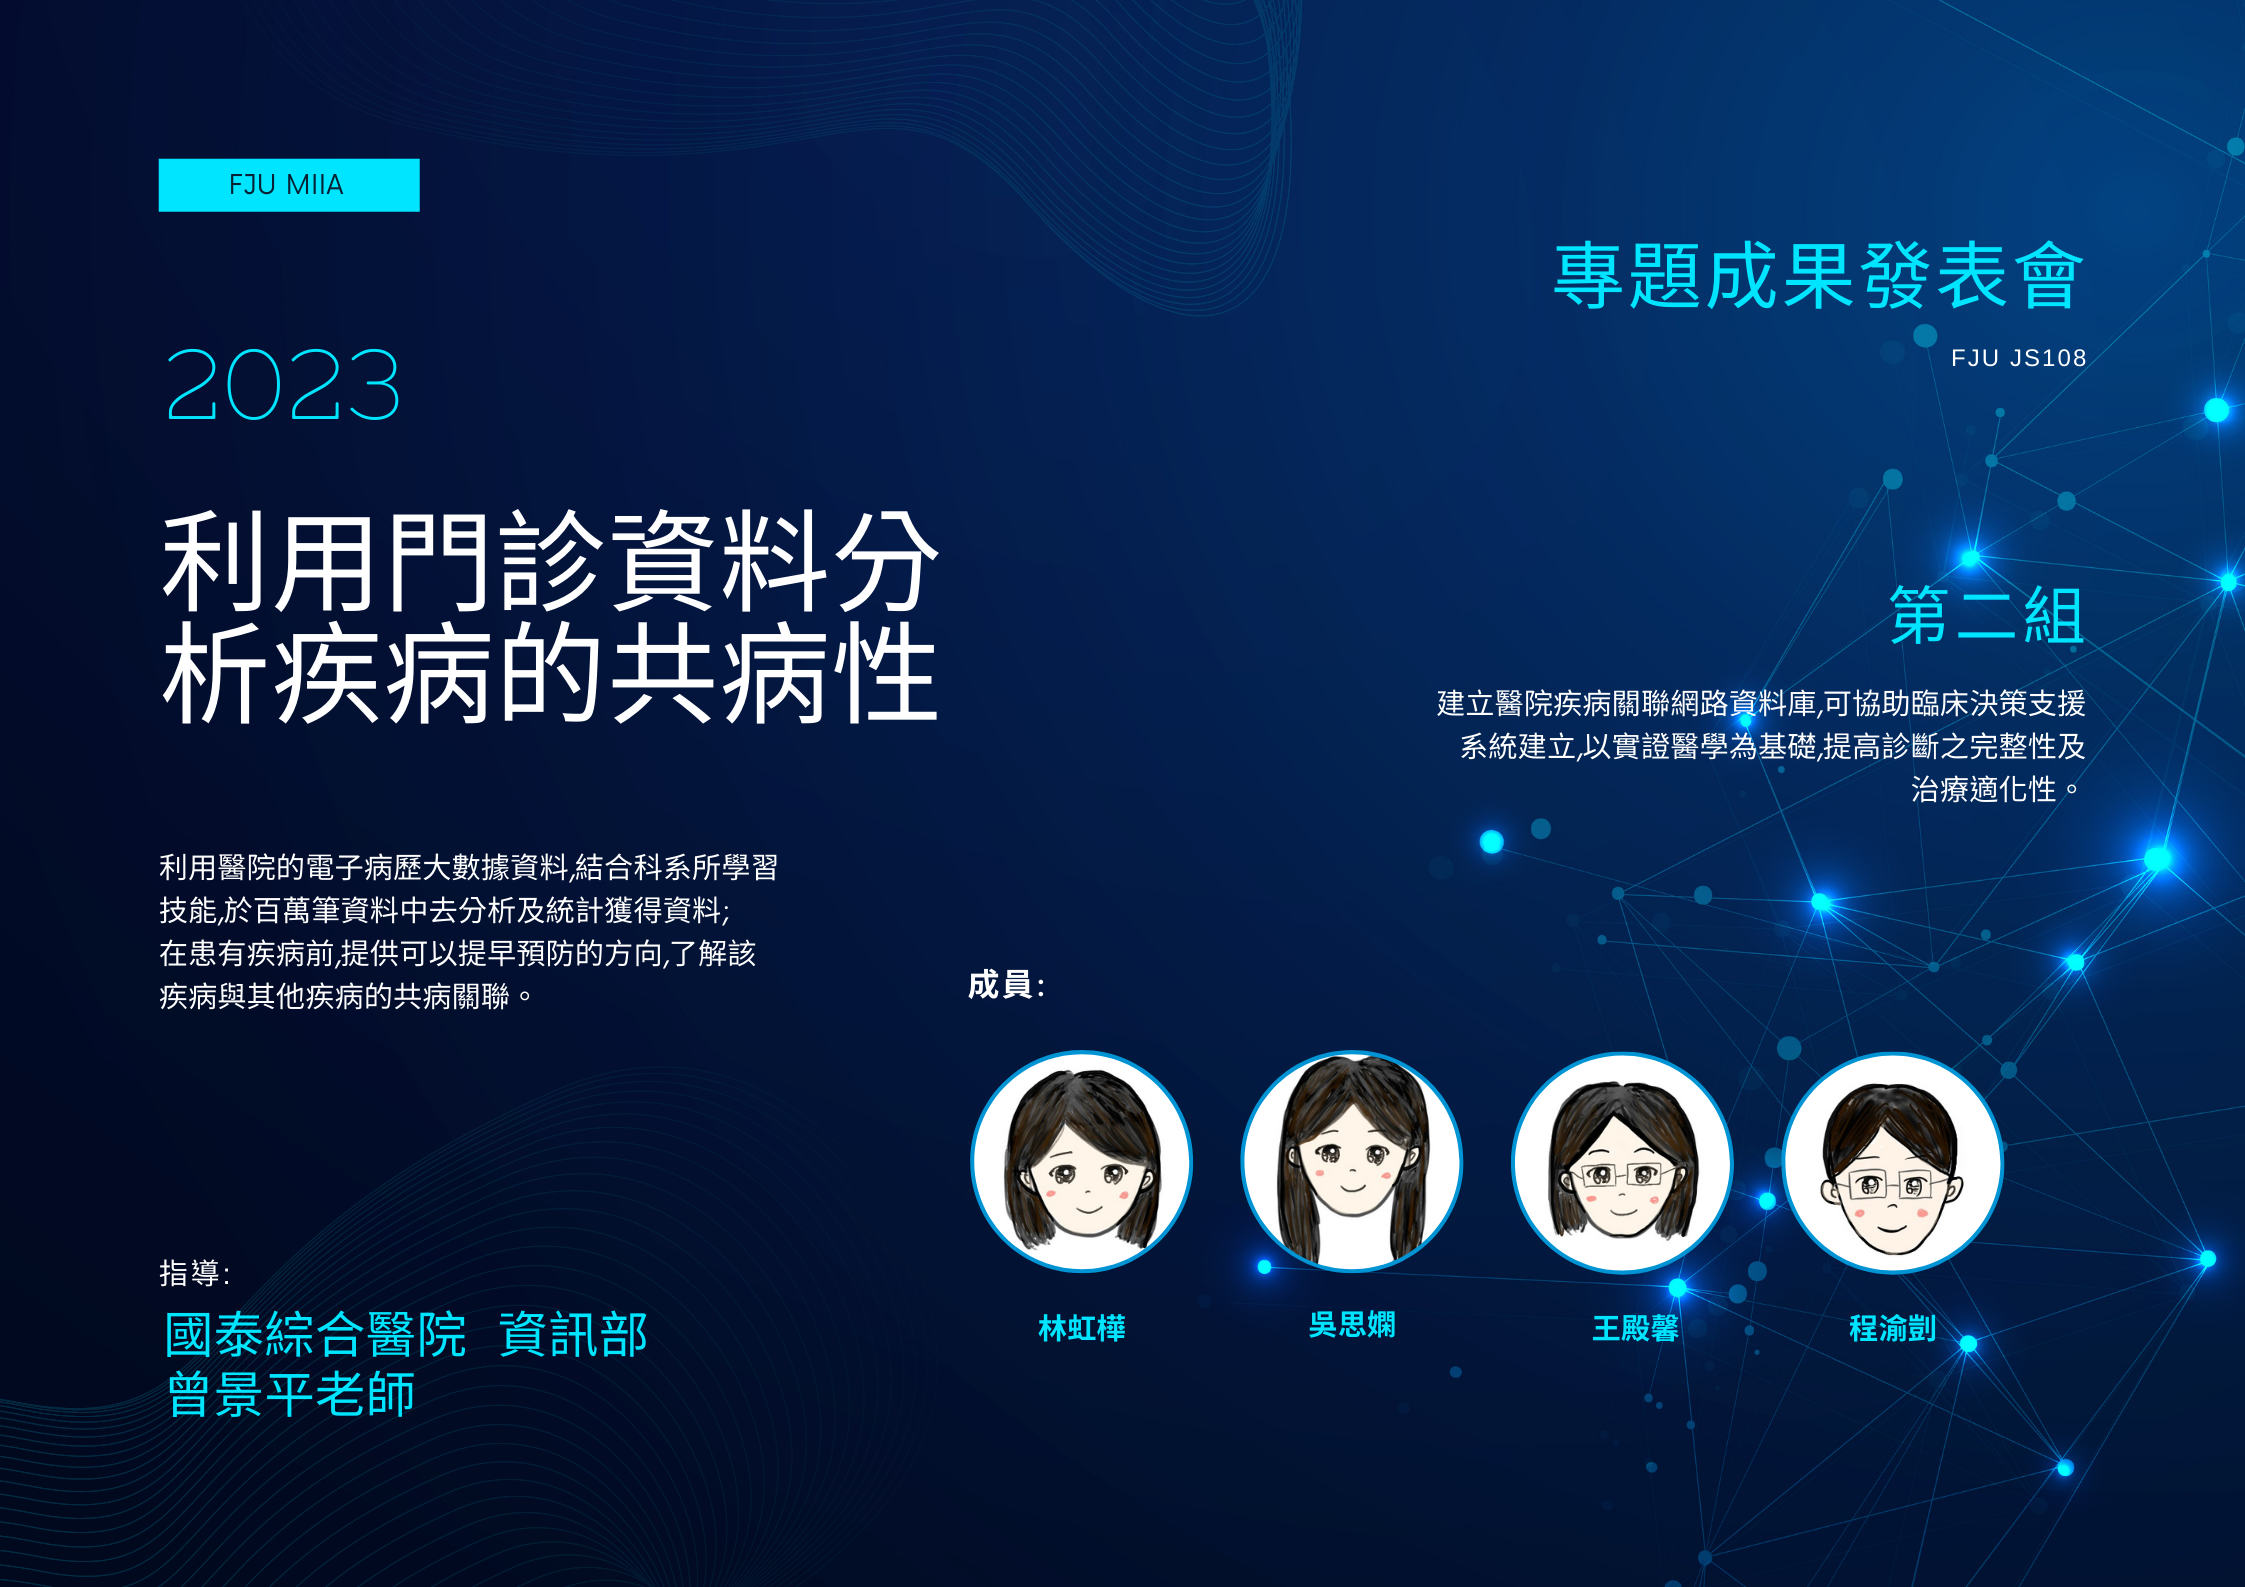 FJU MIIA
2023
利用門診資料分
析疾病的共病性
利用醫院的電子病歷大數據資料,結合科系所學習
技能,於百萬筆資料中去分析及統計獲得資料;
在患有疾病前,提供可以提早預防的方向,了解該
疾病與其他疾病的共病關聯。
指導:
國泰綜合醫院 資訊部
曾景平老師
專題成果發表會
FJU JS108
第二組
建立醫院疾病關聯網路資料庫,可協助臨床決策支援
系統建立,以實證醫學為基礎,提高診斷之完整性及
治療適化性。
成員:
林虹樺
吳思嫻
王殿馨
程渝剴